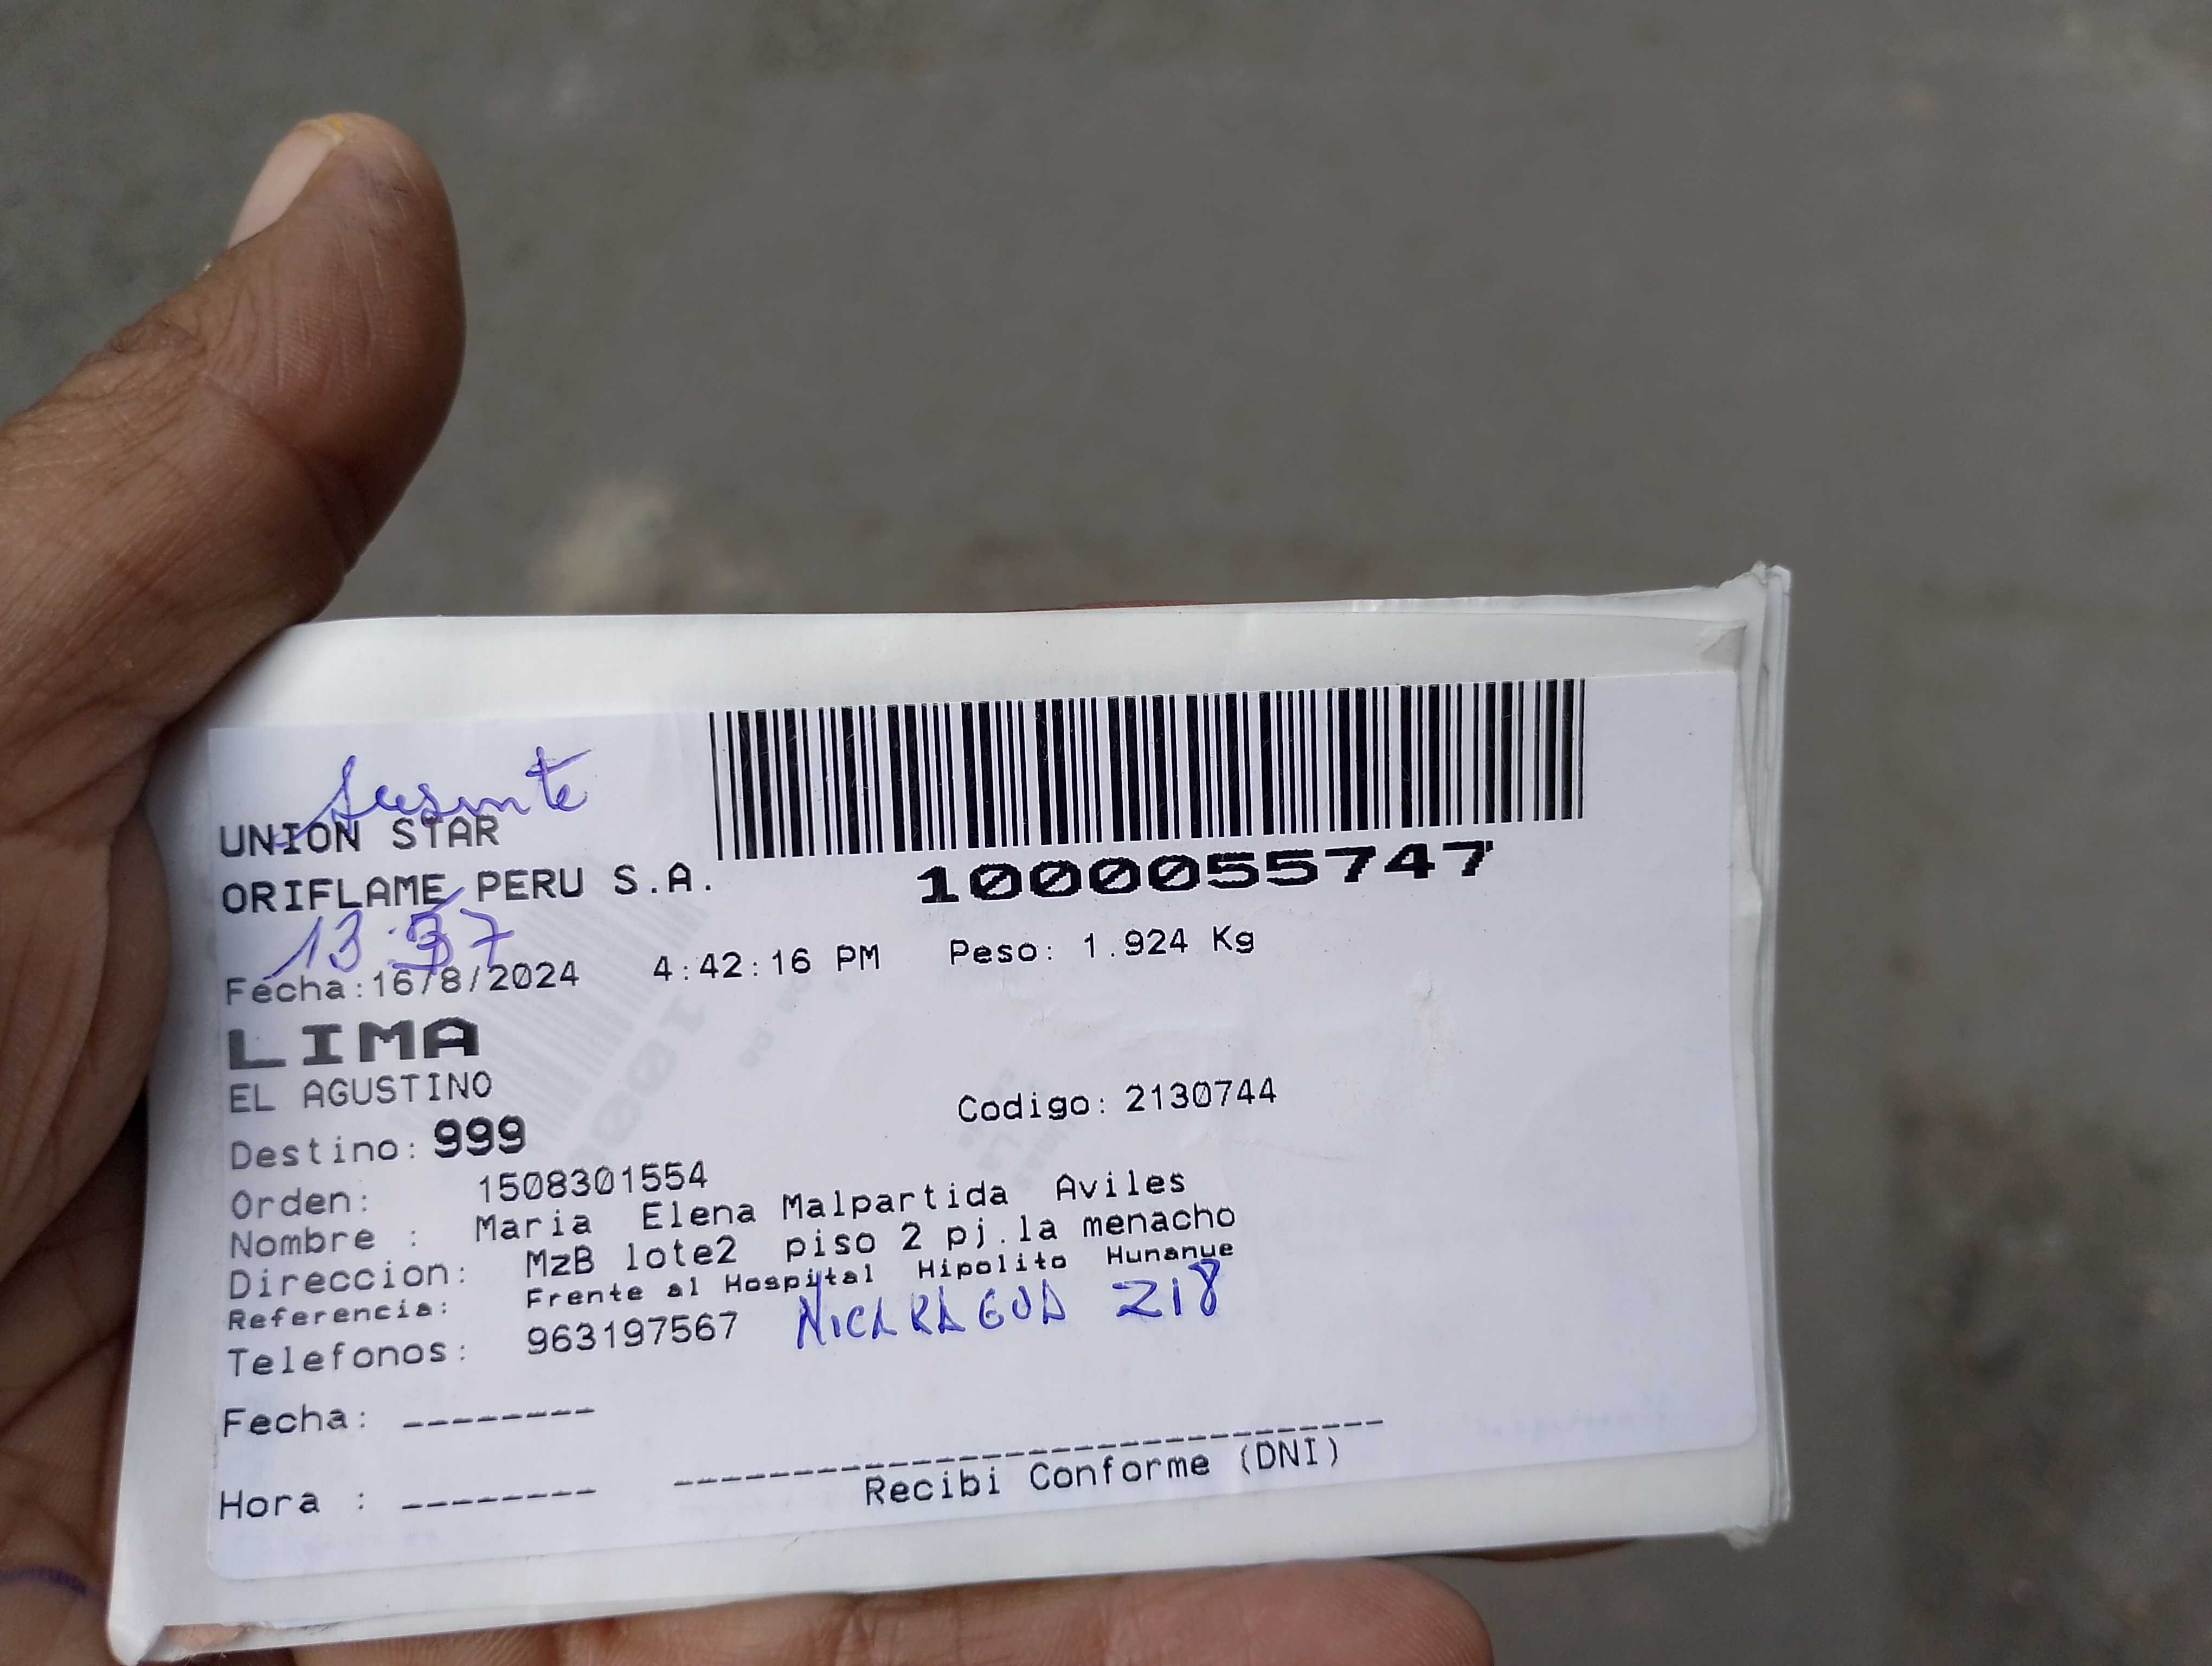 Ausente
UNION STAR
ORIFLAME PERU S.A.
1000055747
13:37
Fecha:16/8/2024 4:42:16 PM Peso: 1.924 Kg
LIMA
EL AGUSTINO
Codigo: 2130744
Destino: 999
Orden: 1508301554
Nombre : Maria Elena Malpartida Aviles
Direccion: MzB lote2 piso 2 pj.la menacho
Referencia: Frente al Hospital Hipolito Hunanue
Telefonos: 963197567 NICARAGUA 218
Fecha: --------
Hora : --------
Recibi Conforme (DNI)